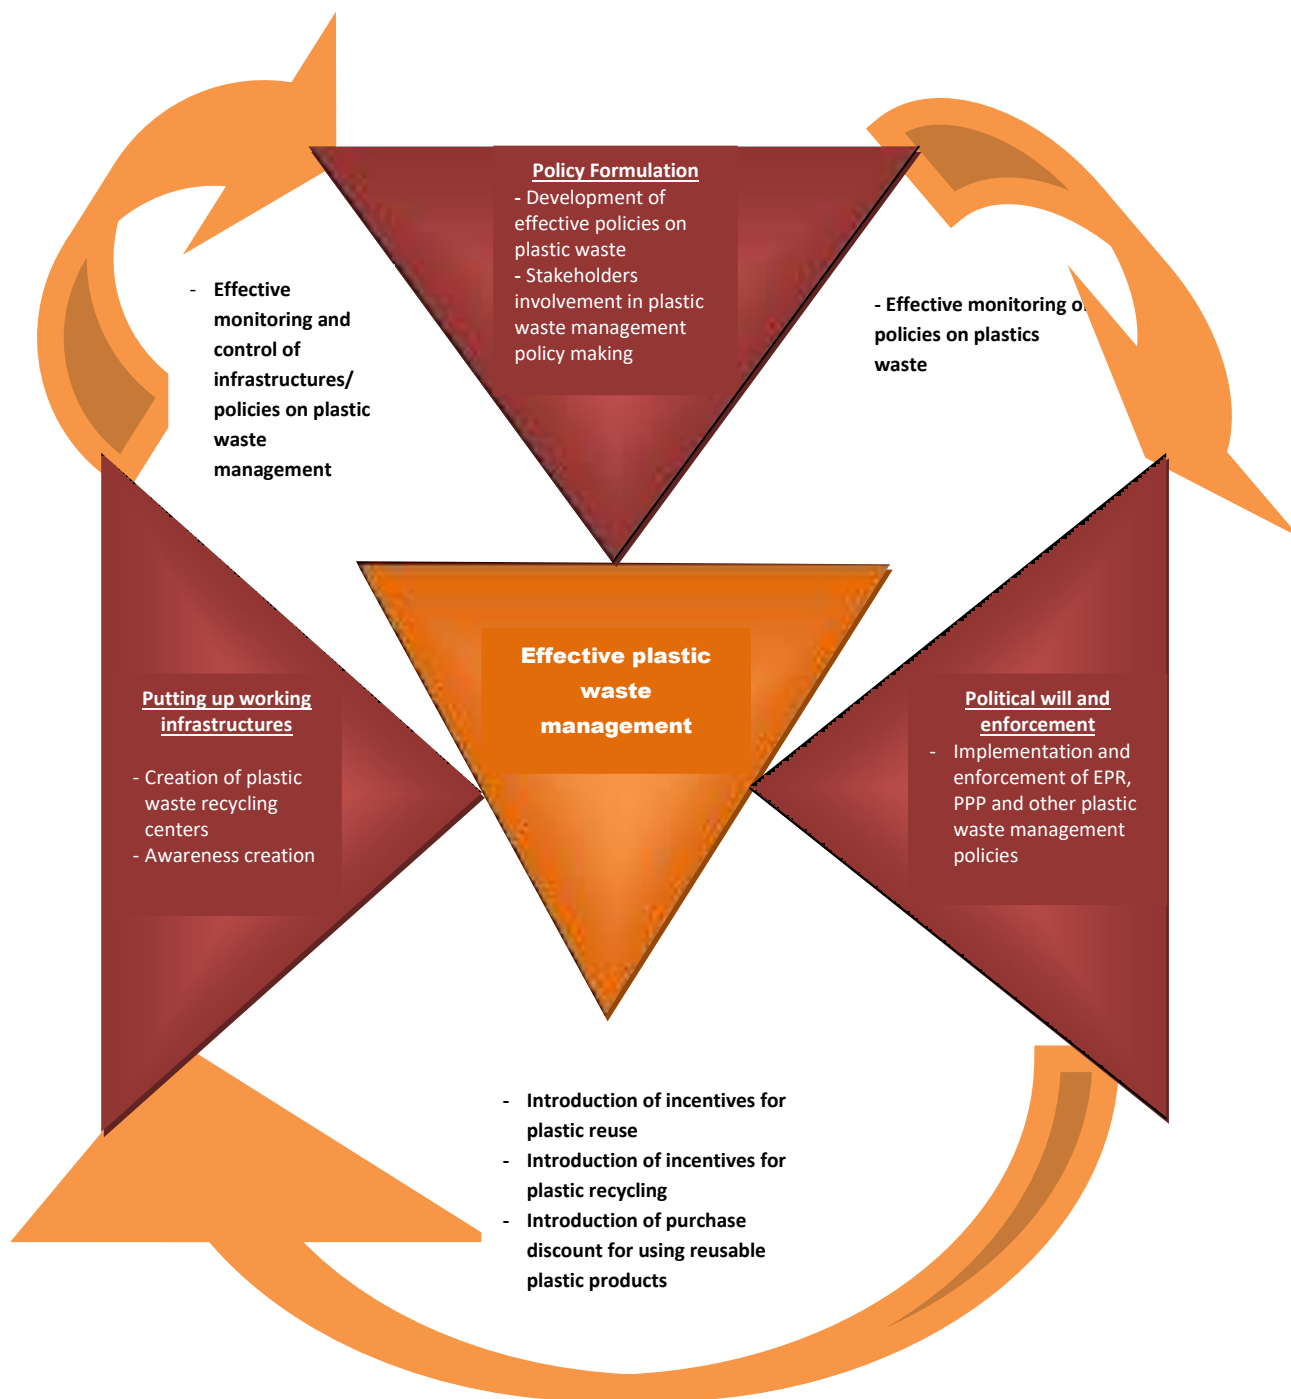 Policy Formulation
- Development of
effective policies on
plastic waste
- Stakeholders
involvement in plastic
waste management
policy making
- Effective
monitoring and
control of
infrastructures/
policies on plastic
waste
management
- Effective monitoring
policies on plastics
waste
Effective plastic
waste
management
Putting up working
infrastructures
- Creation of plastic
waste recycling
centers
- Awareness creation
Political will and
enforcement
- Implementation and
enforcement of EPR,
PPP and other plastic
waste management
policies
- Introduction of incentives for
plastic reuse
- Introduction of incentives for
plastic recycling
- Introduction of purchase
discount for using reusable
plastic products